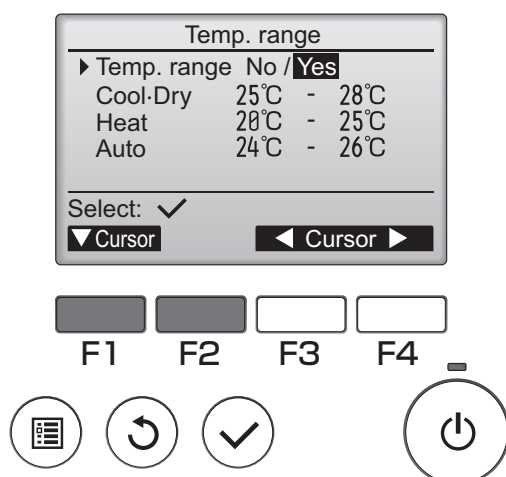 Temp. range
Temp. range No / Yes
Cool·Dry 25℃ - 28℃
Heat 20℃ - 25℃
Auto 24℃ - 26℃
Select: ✓
▼Cursor ◀ Cursor ▶
F1 F2 F3 F4